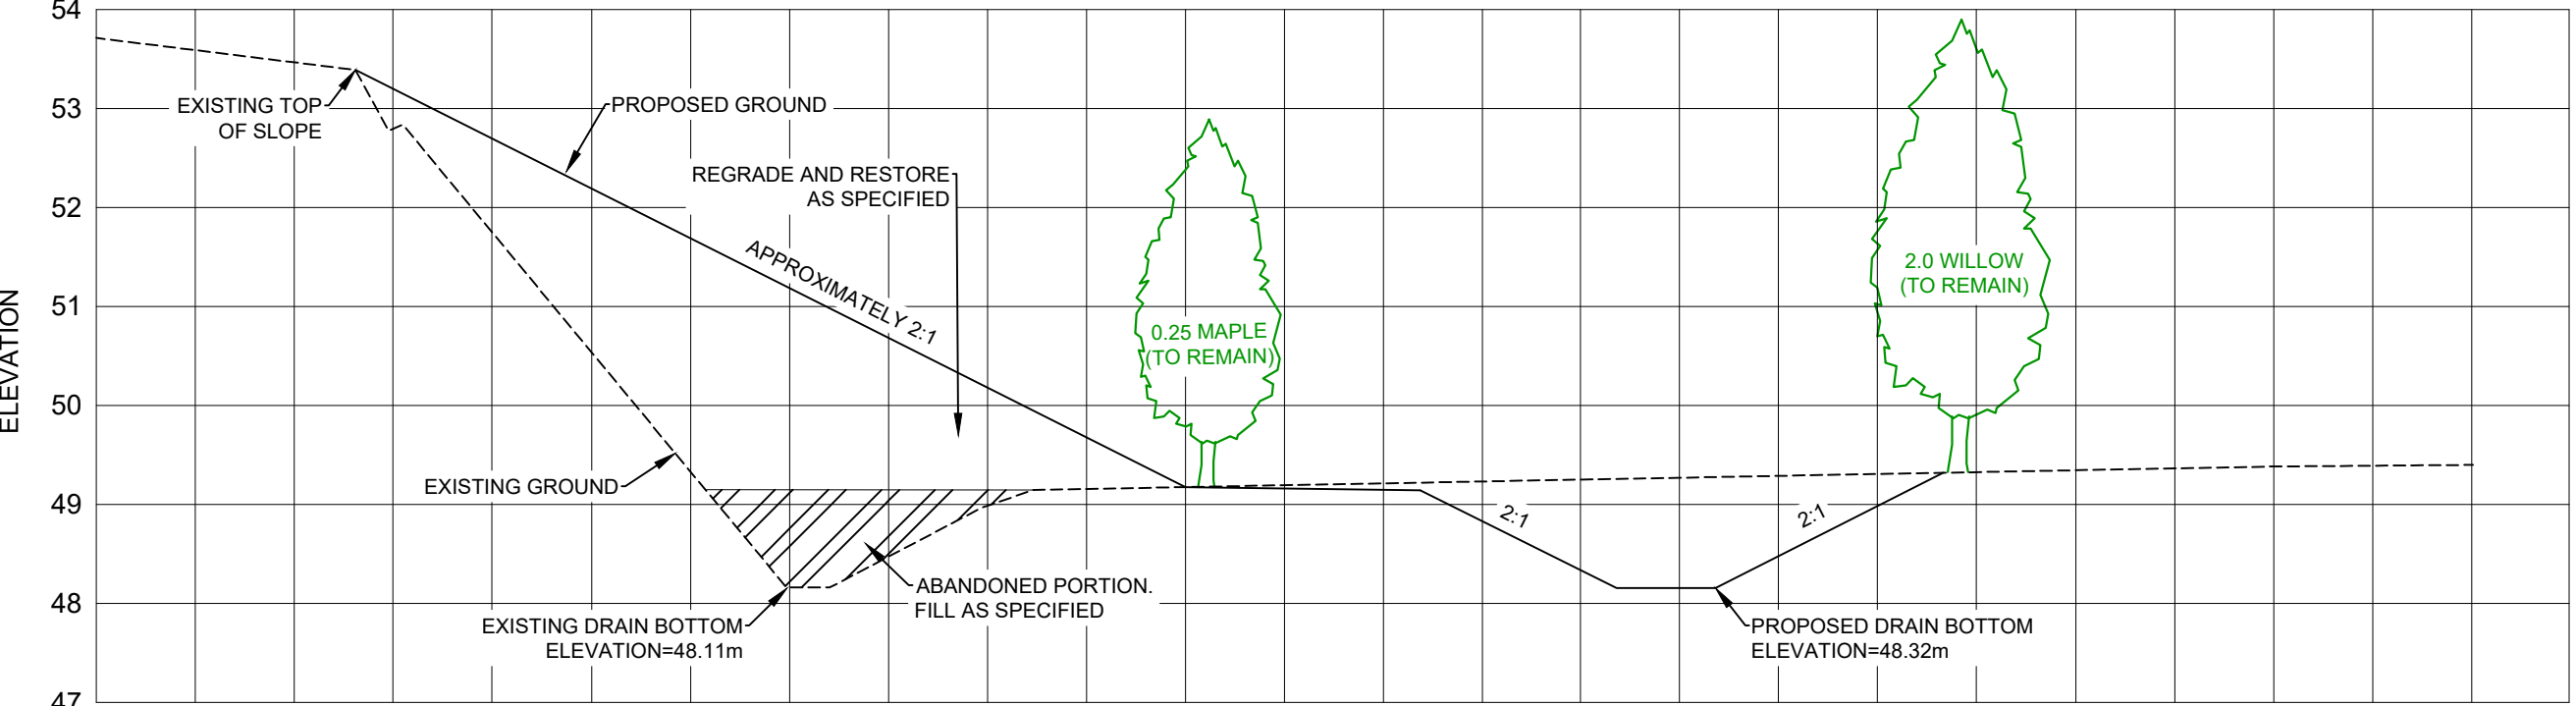 54
53
52
51
50
49
48
47
ELEVATION
EXISTING TOP
OF SLOPE
PROPOSED GROUND
REGRADE AND RESTORE
AS SPECIFIED
APPROXIMATELY 2:1
0.25 MAPLE
(TO REMAIN)
2.0 WILLOW
(TO REMAIN)
EXISTING GROUND
2:1
2:1
ABANDONED PORTION.
FILL AS SPECIFIED
EXISTING DRAIN BOTTOM
ELEVATION=48.11m
PROPOSED DRAIN BOTTOM
ELEVATION=48.32m